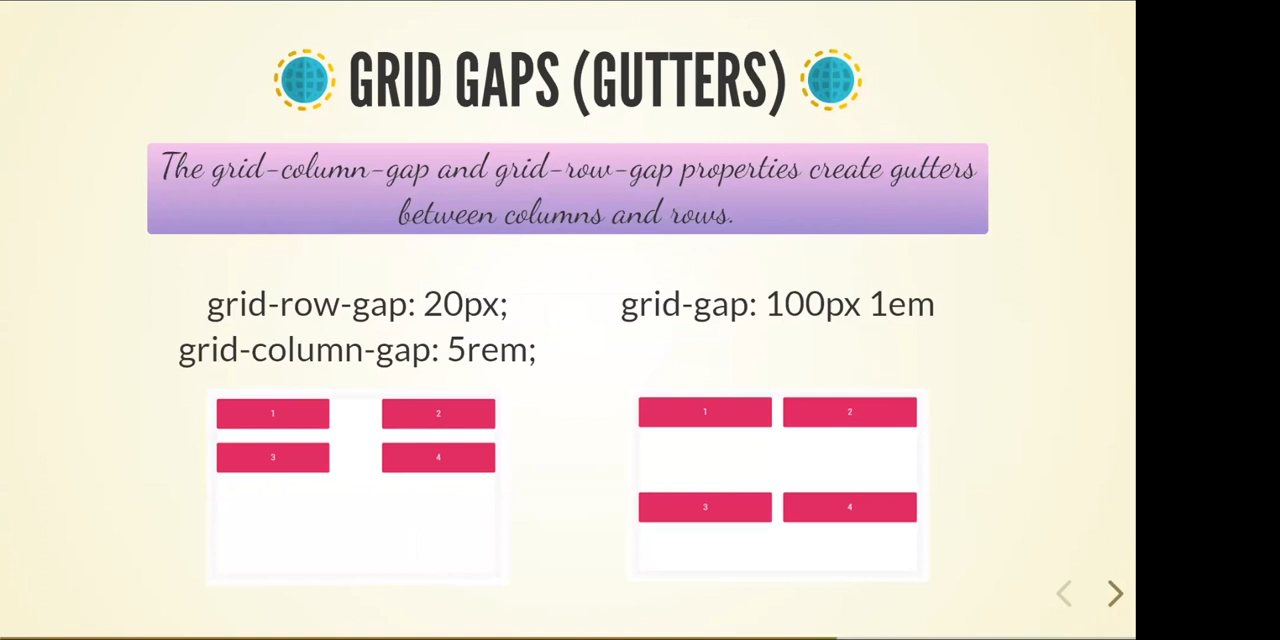 GRID GAPS (GUTTERS)
The grid-column-gap and grid-row-gap properties create gutters
between columns and rows.
grid-row-gap: 20px;
grid-column-gap: 5rem;
1 2
3 4
grid-gap: 100px 1em
1 2
3 4